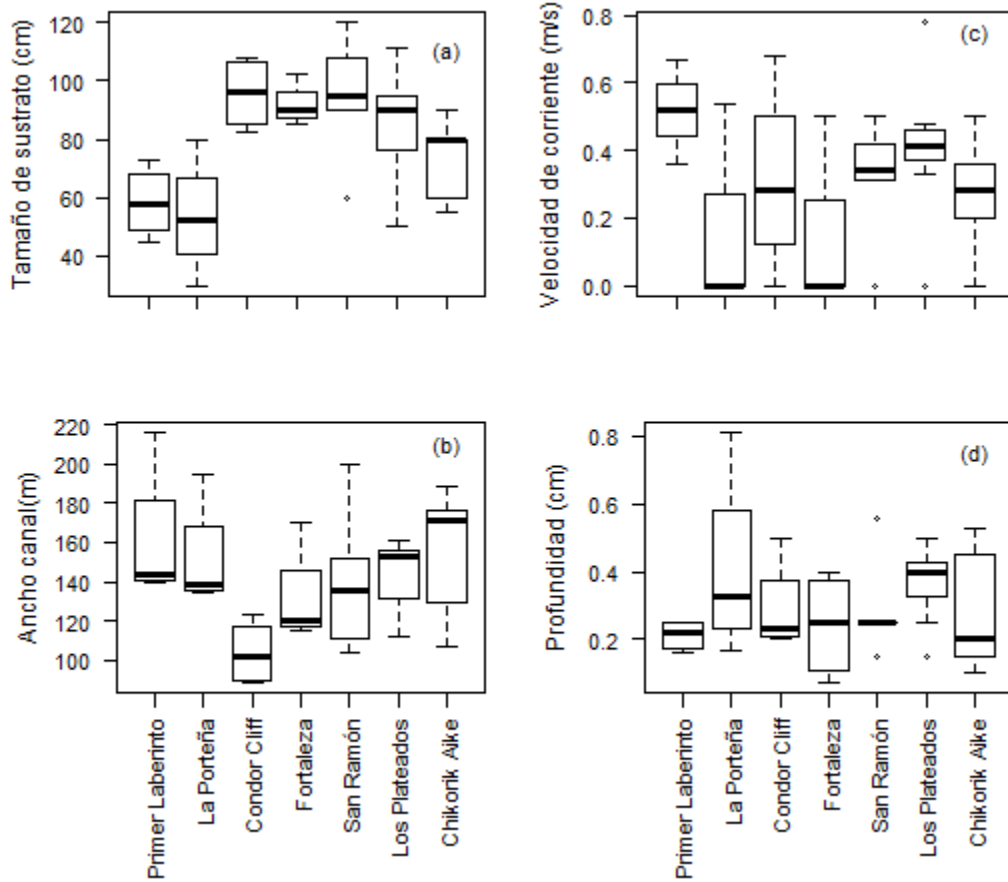 Tamaño de sustrato (cm)
120
100
80
60
40
(a)
Velocidad de corriente (m/s)
0.8
0.6
0.4
0.2
0.0
(c)
Ancho canal(m)
220
200
180
160
140
120
100
(b)
Primer Laberinto
La Porteña
Condor Cliff
Fortaleza
San Ramón
Los Plateados
Chikorik Aike
Profundidad (cm)
0.8
0.6
0.4
0.2
(d)
Primer Laberinto
La Porteña
Condor Cliff
Fortaleza
San Ramón
Los Plateados
Chikorik Aike